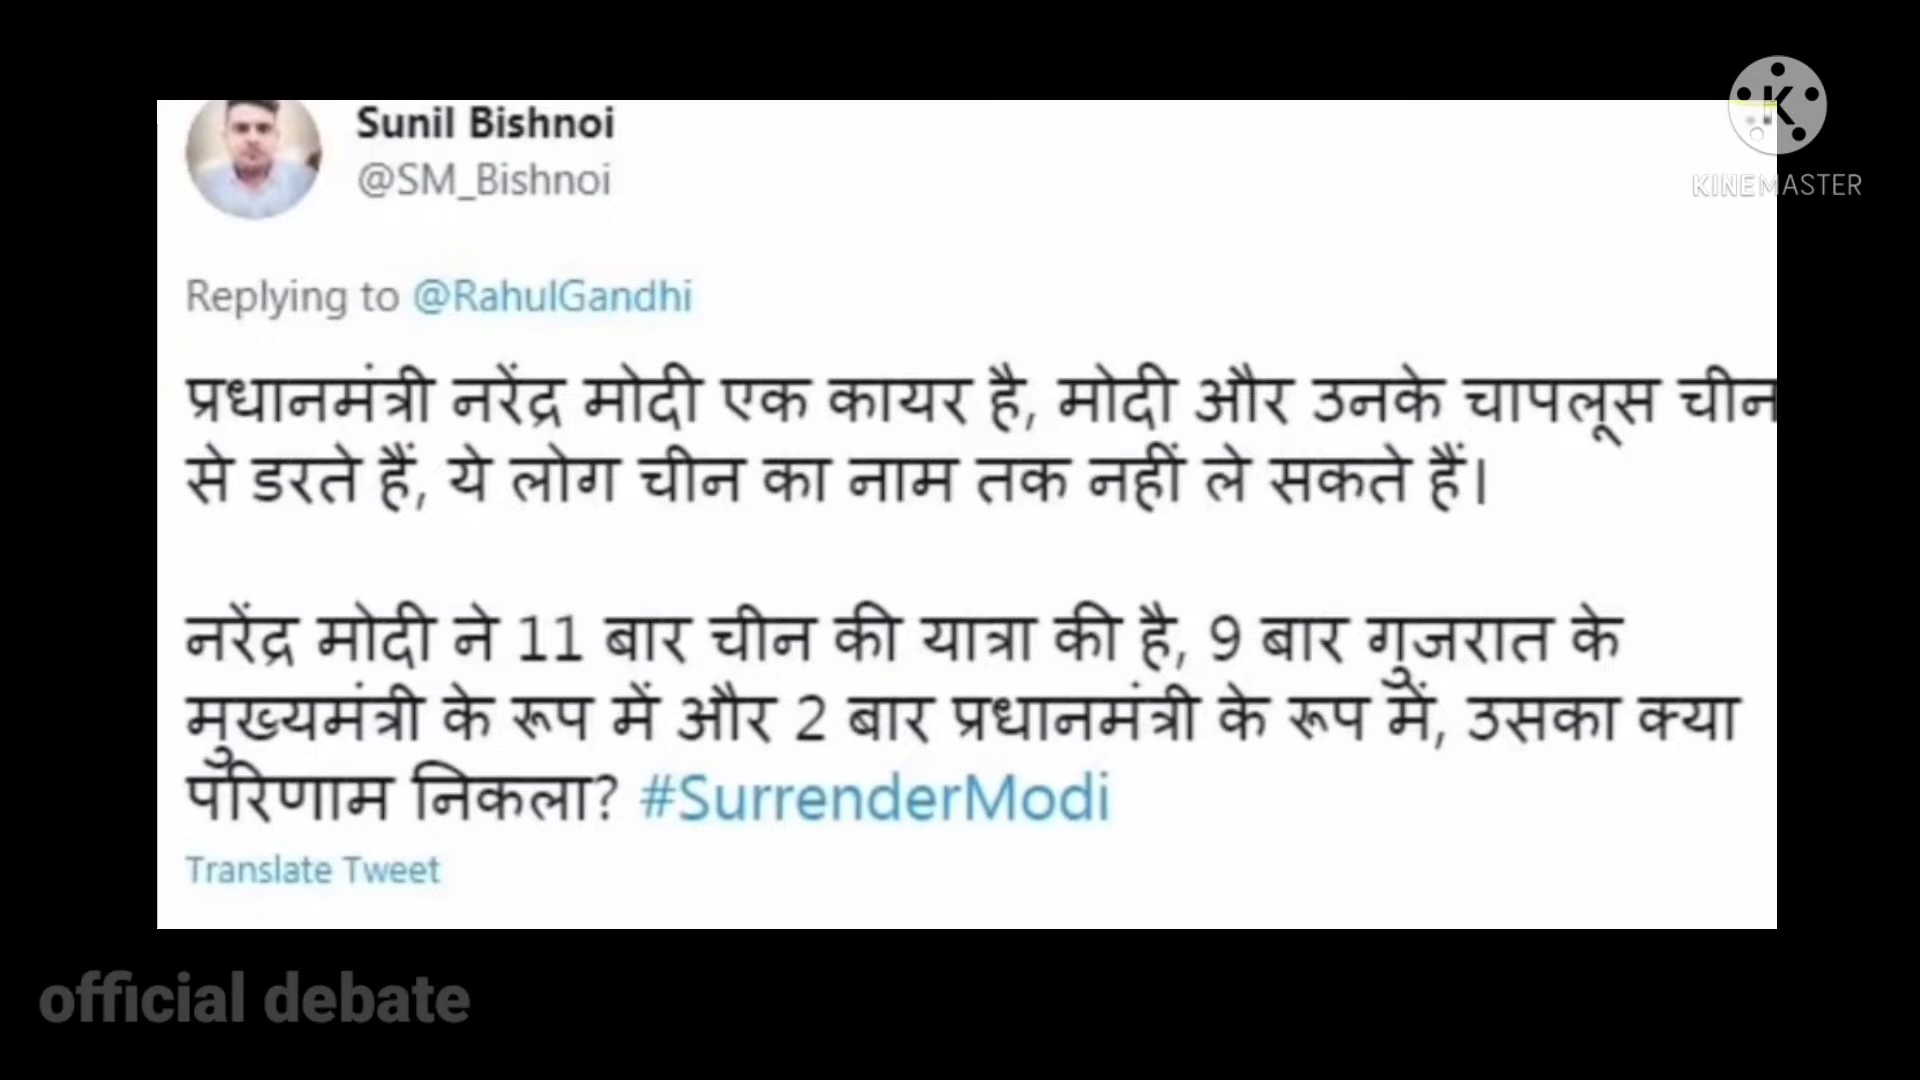 Sunil Bishnoi
@SM_Bishnoi
K
KINEMASTER
Replying to @RahulGandhi
प्रधानमंत्री नरेंद्र मोदी एक कायर है, मोदी और उनके चापलूस चीन
से डरते हैं, ये लोग चीन का नाम तक नहीं ले सकते हैं।
नरेंद्र मोदी ने 11 बार चीन की यात्रा की है, 9 बार गुजरात के
मुख्यमंत्री के रूप में और 2 बार प्रधानमंत्री के रूप में, उसका क्या
परिणाम निकला? #SurrenderModi
Translate Tweet
official debate